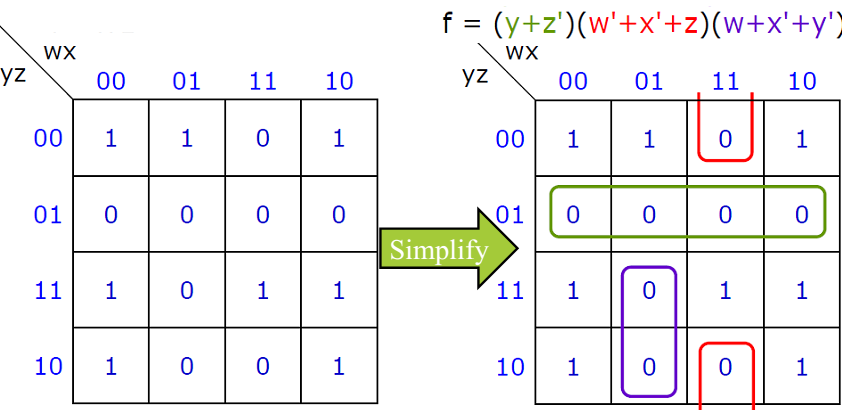 f = (y+z')(w'+x'+z)(w+x'+y')
wx
yz
00 01 11 10
00 1 1 0 1
01 0 0 0 0
11 1 0 1 1
10 1 0 0 1
Simplify
wx
yz
00 01 11 10
00 1 1 0 1
01 0 0 0 0
11 1 0 1 1
10 1 0 0 1